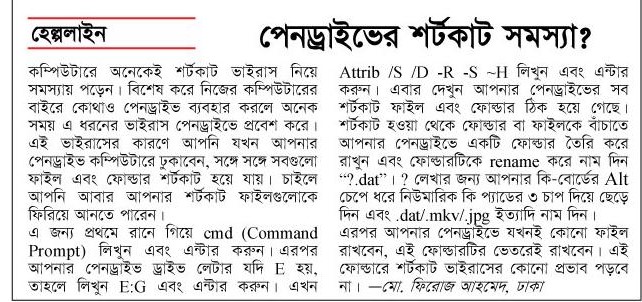 হেল্পলাইন
পেনড্রাইভের শর্টকাট সমস্যা?
কম্পিউটারে অনেকেই শর্টকাট ভাইরাস নিয়ে
সমস্যায় পড়েন। বিশেষ করে নিজের কম্পিউটারের
বাইরে কোথাও পেনড্রাইভ ব্যবহার করলে অনেক
সময় এ ধরনের ভাইরাস পেনড্রাইভে প্রবেশ করে।
এই ভাইরাসের কারণে আপনি যখন আপনার
পেনড্রাইভ কম্পিউটারে ঢুকাবেন, সঙ্গে সঙ্গে সবগুলো
ফাইল এবং ফোল্ডার শর্টকাট হয়ে যায়। চাইলে
আপনি আবার আপনার শর্টকাট ফাইলগুলোকে
ফিরিয়ে আনতে পারেন।
এ জন্য প্রথমে রানে গিয়ে cmd (Command
Prompt) লিখুন এবং এন্টার করুন। এরপর
আপনার পেনড্রাইভ ড্রাইভ লেটার যদি E হয়,
তাহলে লিখুন E:G এবং এন্টার করুন। এখন
Attrib /S /D -R -S ~H লিখুন এবং এন্টার
করুন। এবার দেখুন আপনার পেনড্রাইভের সব
শর্টকাট ফাইল এবং ফোল্ডার ঠিক হয়ে গেছে।
শর্টকাট হওয়া থেকে ফোল্ডার বা ফাইলকে বাঁচাতে
আপনার পেনড্রাইভে একটি ফোল্ডার তৈরি করে
রাখুন এবং ফোল্ডারটিকে rename করে নাম দিন
“?.dat”। ? লেখার জন্য আপনার কি-বোর্ডের Alt
চেপে ধরে নিউমারিক কি প্যাডের ৩ চাপ দিয়ে ছেড়ে
দিন এবং .dat/.mkv/.jpg ইত্যাদি নাম দিন।
এরপর আপনার পেনড্রাইভে যখনই কোনো ফাইল
রাখবেন, এই ফোল্ডারটির ভেতরেই রাখবেন। এই
ফোল্ডারে শর্টকাট ভাইরাসের কোনো প্রভাব পড়বে
না। —মো. ফিরোজ আহমেদ, ঢাকা